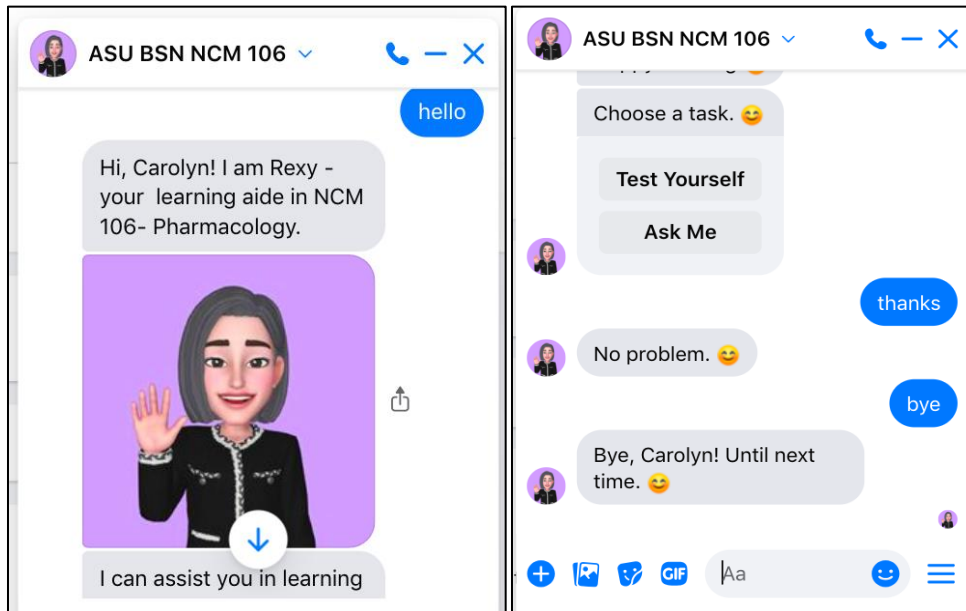 ASU BSN NCM 106
hello
Hi, Carolyn! I am Rexy -
your learning aide in NCM
106- Pharmacology.
I can assist you in learning
ASU BSN NCM 106
Choose a task. 😊
Test Yourself
Ask Me
thanks
No problem. 😊
bye
Bye, Carolyn! Until next
time. 😊
GIF
Aa